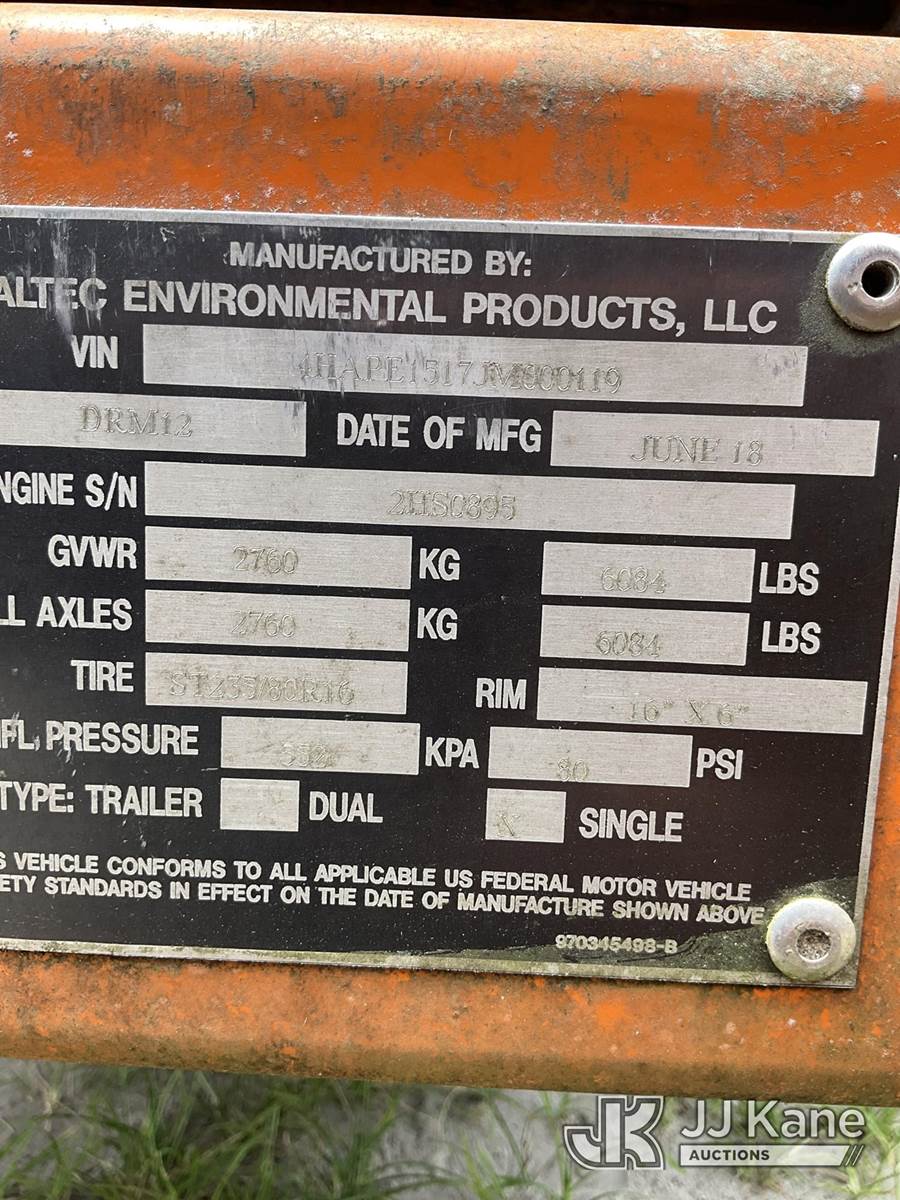 MANUFACTURED BY:
ALTEC ENVIRONMENTAL PRODUCTS, LLC
VIN 4HAPE1517JM000119
DRM12 DATE OF MFG JUNE 18
NGINE S/N 2HS0895
GVWR 2760 KG 6084 LBS
LL AXLES 2760 KG 6084 LBS
TIRE ST235/80R16 RIM 16" X 6"
FL. PRESSURE KPA 80 PSI
TYPE: TRAILER DUAL X SINGLE
S VEHICLE CONFORMS TO ALL APPLICABLE US FEDERAL MOTOR VEHICLE
ETY STANDARDS IN EFFECT ON THE DATE OF MANUFACTURE SHOWN ABOVE
970345498-B
JK JJ Kane
AUCTIONS